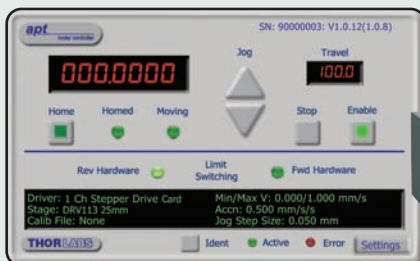 apt
motor controller
SN: 90000003: V1.0.12(1.0.8)
000.0000
Jog
Travel
100.0
Home
Homed
Moving
Stop
Enable
Rev Hardware
Limit
Switching
Fwd Hardware
Driver: 1 Ch Stepper Drive Card
Stage: DRV113 25mm
Calib File: None
Min/Max V: 0.000/1.000 mm/s
Accn: 0.500 mm/s/s
Jog Step Size: 0.050 mm
THORLABS
Ident
Active
Error
Settings